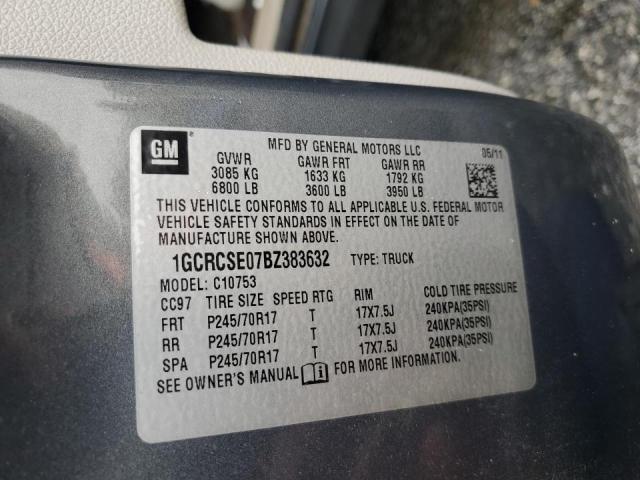 GM
MFD BY GENERAL MOTORS LLC 05/11
GVWR GAWR FRT GAWR RR
3085 KG 1633 KG 1792 KG
6800 LB 3600 LB 3950 LB
THIS VEHICLE CONFORMS TO ALL APPLICABLE U.S. FEDERAL MOTOR
VEHICLE SAFETY STANDARDS IN EFFECT ON THE DATE OF
MANUFACTURE SHOWN ABOVE.
1GCRCSE07BZ383632 TYPE: TRUCK
MODEL: C10753
CC97 TIRE SIZE SPEED RTG RIM COLD TIRE PRESSURE
FRT P245/70R17 T 17X7.5J 240KPA(35PSI)
RR P245/70R17 T 17X7.5J 240KPA(35PSI)
SPA P245/70R17 T 17X7.5J 240KPA(35PSI)
SEE OWNER'S MANUAL FOR MORE INFORMATION.